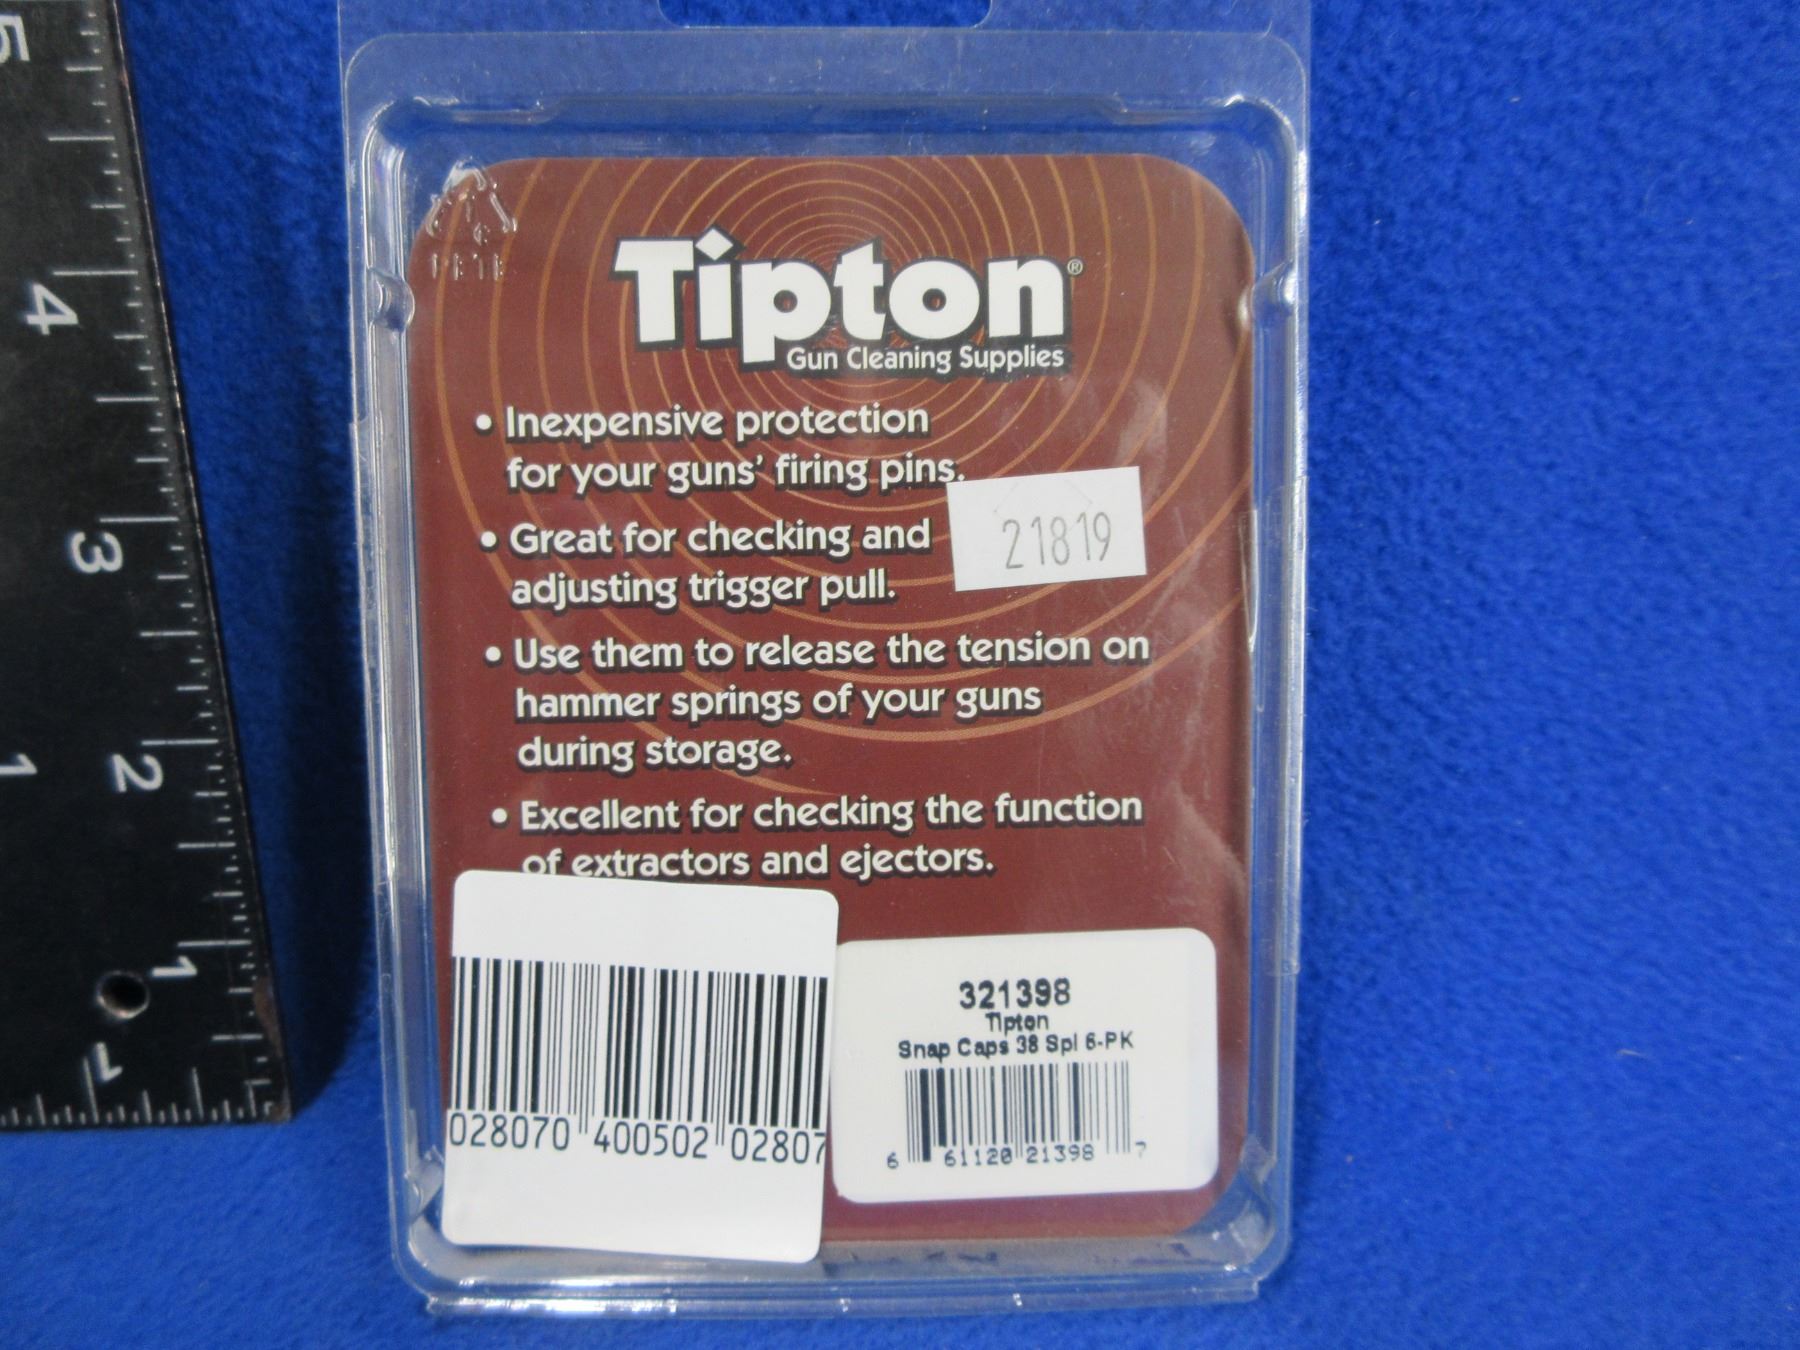 5
4
3
2
1
1
PETE
Tipton®
Gun Cleaning Supplies
• Inexpensive protection
for your guns' firing pins.
21819
• Great for checking and
adjusting trigger pull.
• Use them to release the tension on
hammer springs of your guns
during storage.
• Excellent for checking the function
of extractors and ejectors.
028070 400502 02807
321398
Tipton
Snap Caps 38 Spl 6-PK
6 61120 21398 7